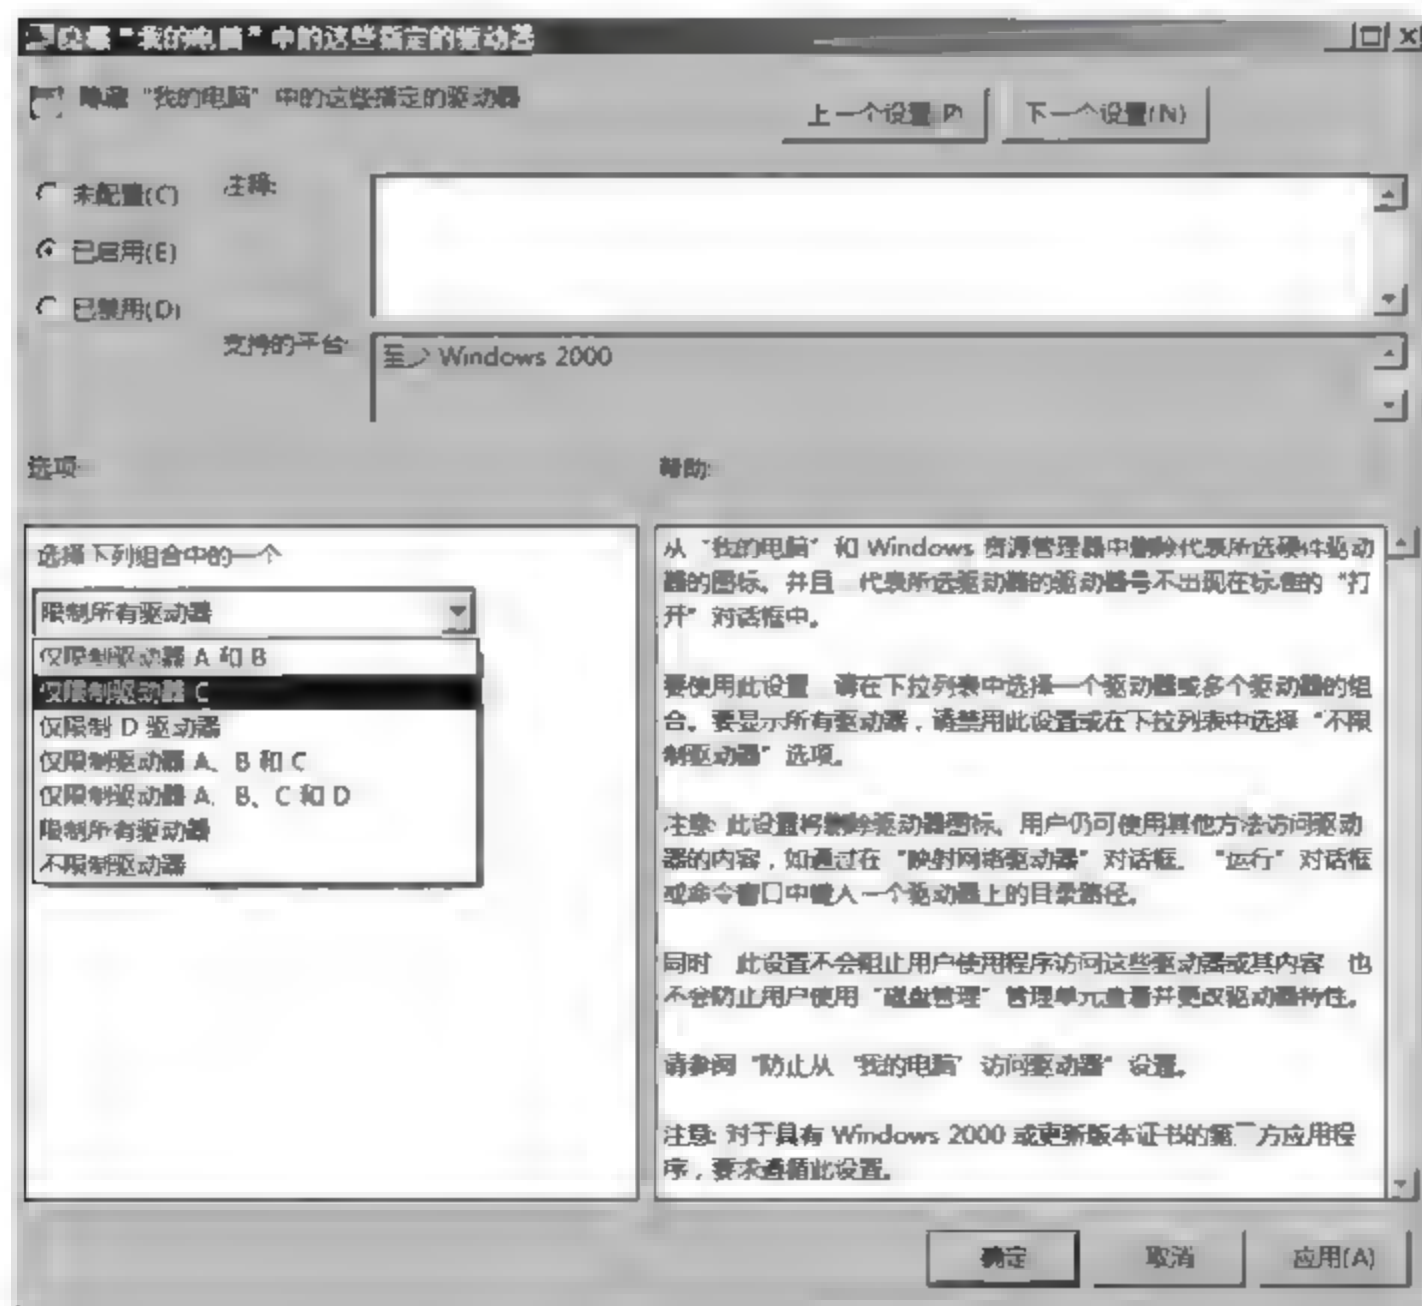 隐藏“我的电脑”中的这些指定的驱动器
隐藏“我的电脑”中的这些指定的驱动器
上一个设置(P)
下一个设置(N)
未配置(C)
已启用(E)
已禁用(D)
注释:
支持的平台:
至少 Windows 2000
选项:
帮助:
选择下列组合中的一个
限制所有驱动器
仅限制驱动器 A 和 B
仅限制驱动器 C
仅限制 D 驱动器
仅限制驱动器 A、B 和 C
仅限制驱动器 A、B、C 和 D
限制所有驱动器
不限制驱动器
从“我的电脑”和 Windows 资源管理器中删除代表所选硬件驱动
器的图标。并且，代表所选驱动器的驱动器号不出现在标准的“打
开”对话框中。
要使用此设置，请在下拉列表中选择一个驱动器或多个驱动器的组
合。要显示所有驱动器，请禁用此设置或在下拉列表中选择“不限
制驱动器”选项。
注意: 此设置将删除驱动器图标。用户仍可使用其他方法访问驱动
器的内容，如通过在“映射网络驱动器”对话框、“运行”对话框
或命令窗口中键入一个驱动器上的目录路径。
同时，此设置不会阻止用户使用程序访问这些驱动器或其内容，也
不会防止用户使用“磁盘管理”管理单元查看并更改驱动器特性。
请参阅“防止从‘我的电脑’访问驱动器”设置。
注意: 对于具有 Windows 2000 或更新版本证书的第三方应用程
序，要求遵循此设置。
确定
取消
应用(A)